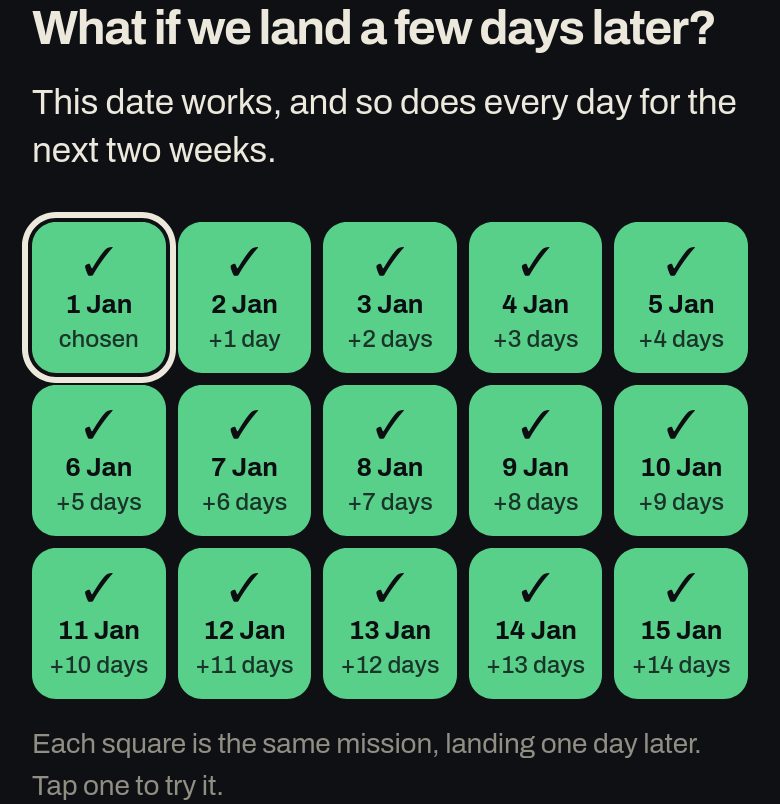 What if we land a few days later?
This date works, and so does every day for the
next two weeks.
✓ ✓ ✓ ✓ ✓
1 Jan 2 Jan 3 Jan 4 Jan 5 Jan
chosen +1 day +2 days +3 days +4 days
✓ ✓ ✓ ✓ ✓
6 Jan 7 Jan 8 Jan 9 Jan 10 Jan
+5 days +6 days +7 days +8 days +9 days
✓ ✓ ✓ ✓ ✓
11 Jan 12 Jan 13 Jan 14 Jan 15 Jan
+10 days +11 days +12 days +13 days +14 days
Each square is the same mission, landing one day later.
Tap one to try it.